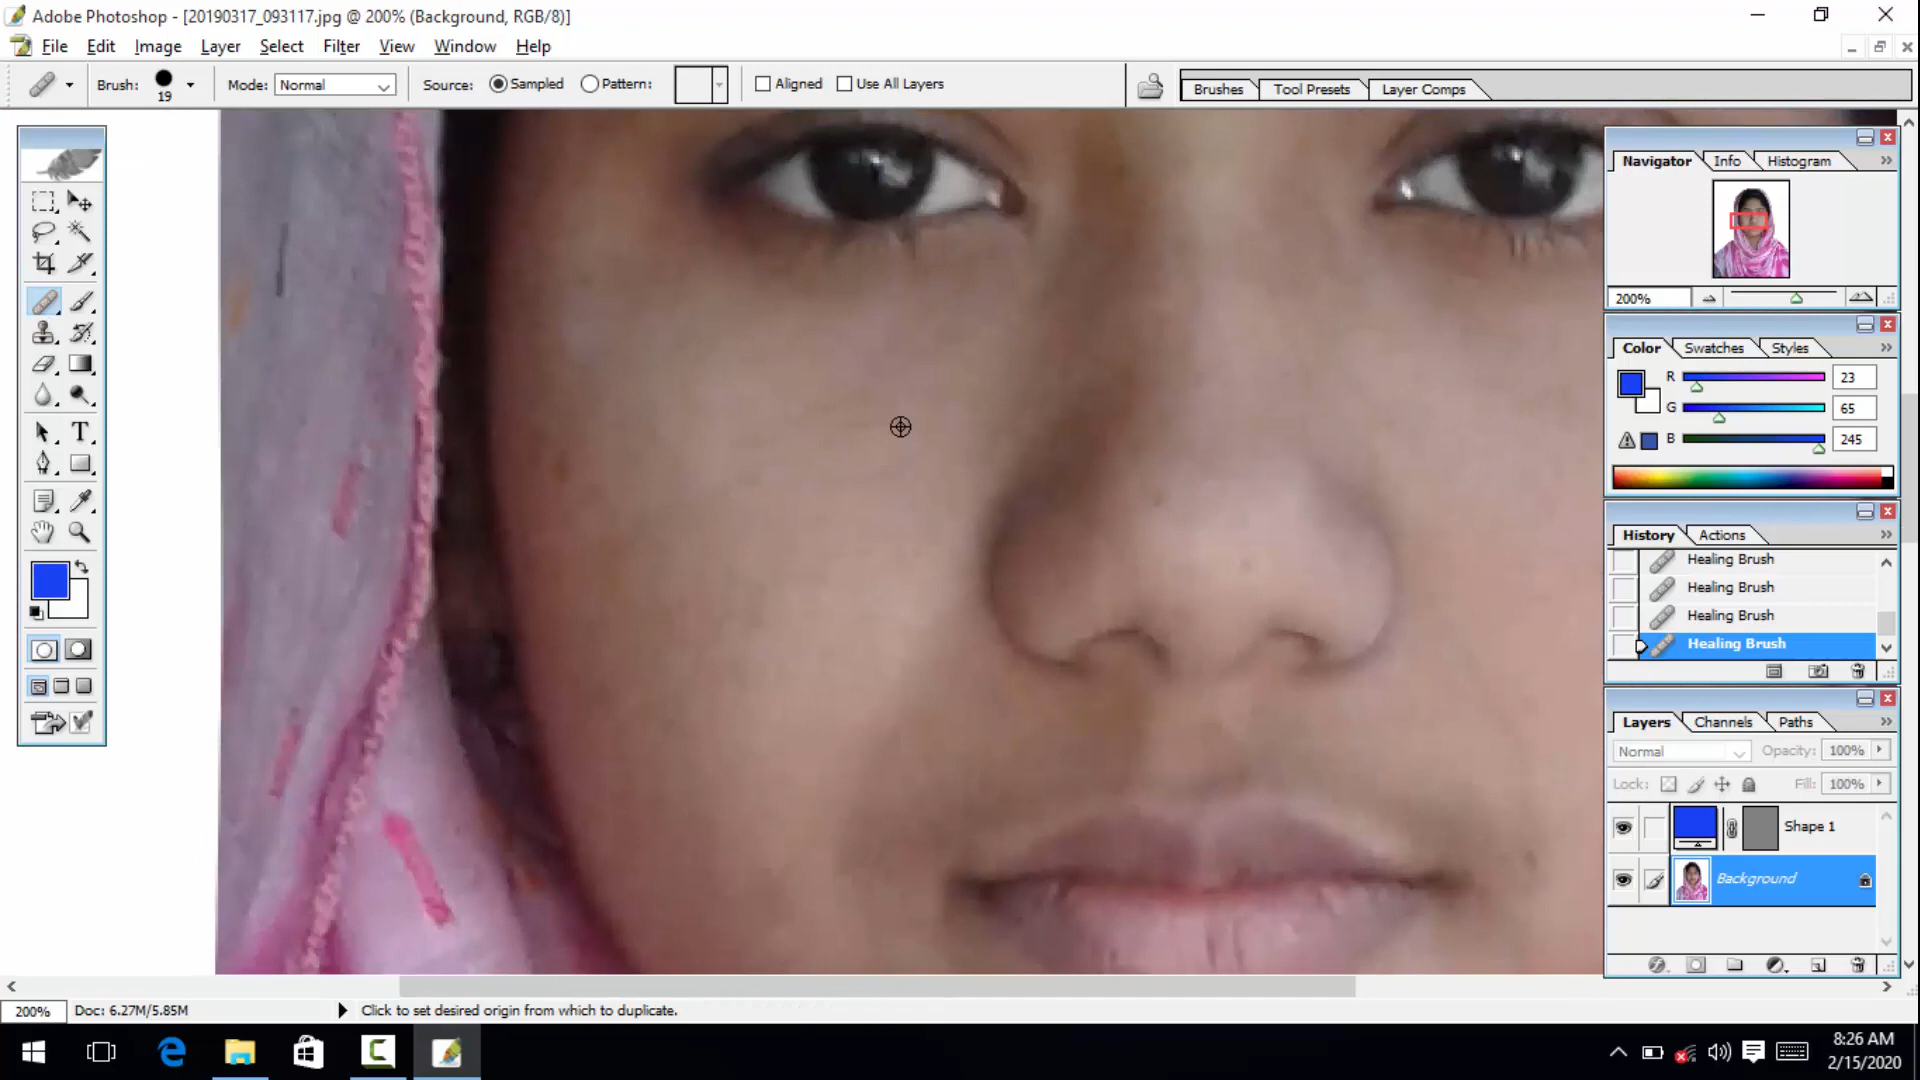 Adobe Photoshop - [20190317_093117.jpg @ 200% (Background, RGB/8)]
File Edit Image Layer Select Filter View Window Help
Brush: 19 Mode: Normal Source: Sampled Pattern: Aligned Use All Layers Brushes Tool Presets Layer Comps
Navigator Info Histogram
200%
Color Swatches Styles
R 23
G 65
B 245
History Actions
Healing Brush
Healing Brush
Healing Brush
Healing Brush
Layers Channels Paths
Normal Opacity: 100%
Lock: Fill: 100%
Shape 1
Background
T
200% Doc: 6.27M/5.85M Click to set desired origin from which to duplicate.
8:26 AM
2/15/2020